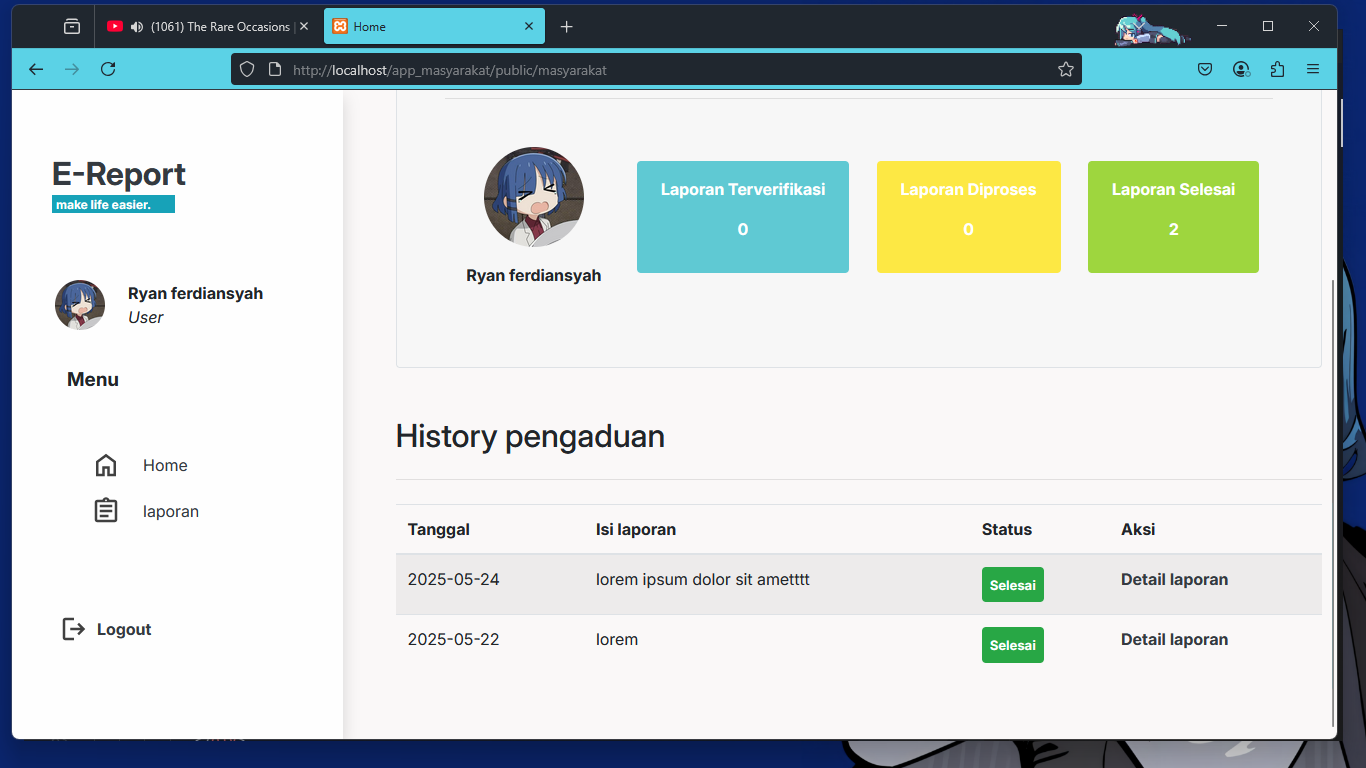 (1061) The Rare Occasions |
Home
http://localhost/app_masyarakat/public/masyarakat
E-Report
make life easier.
Ryan ferdiansyah
User
Menu
Home
laporan
Logout
Ryan ferdiansyah
Laporan Terverifikasi
0
Laporan Diproses
0
Laporan Selesai
2
History pengaduan
Tanggal Isi laporan Status Aksi
2025-05-24 lorem ipsum dolor sit ametttt Selesai Detail laporan
2025-05-22 lorem Selesai Detail laporan